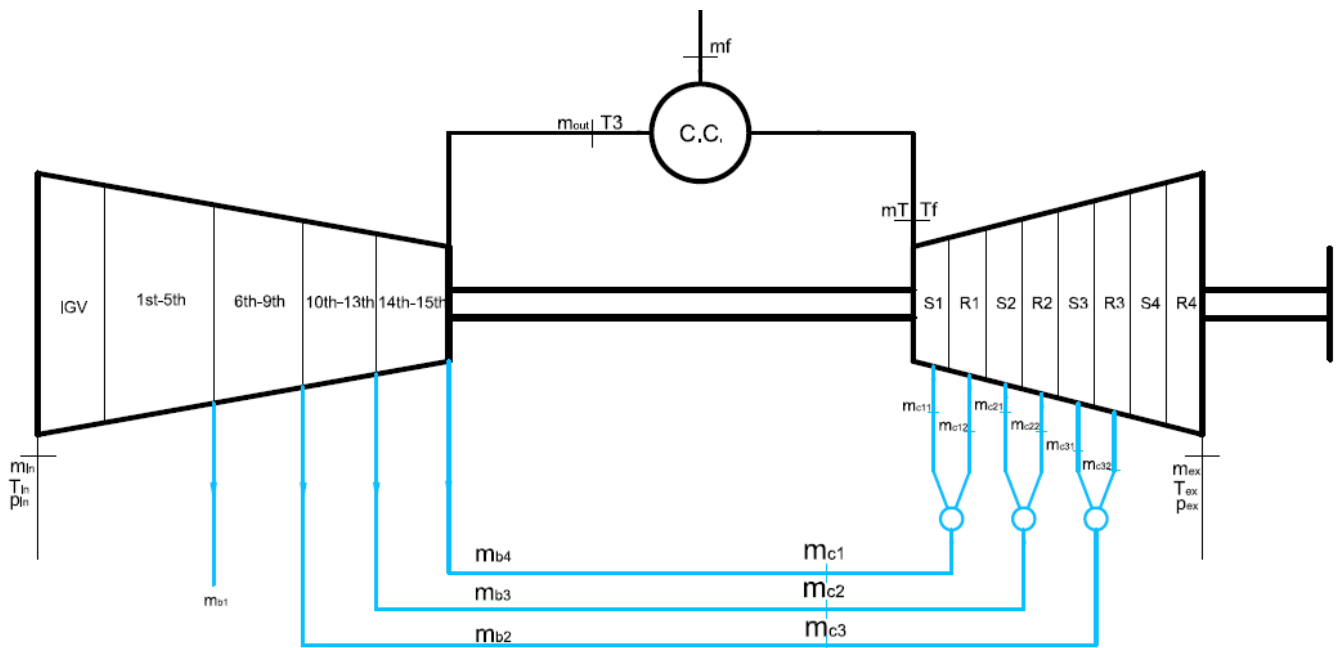 mf
mout T3
C.C.
mT Tf
IGV
1st-5th
6th-9th
10th-13th
14th-15th
S1
R1
S2
R2
S3
R3
S4
R4
mc11
mc12
mc21
mc22
mc31
mc32
mIn
TIn
pIn
mex
Tex
pex
mb1
mb4
mc1
mb3
mc2
mb2
mc3